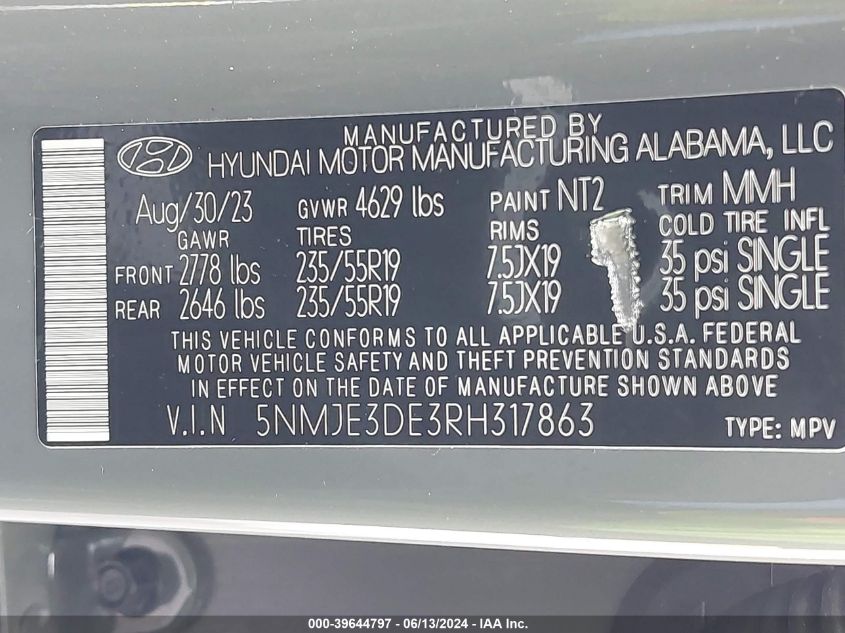 MANUFACTURED BY
HYUNDAI MOTOR MANUFACTURING ALABAMA, LLC
Aug/30/23 GVWR 4629 lbs PAINT NT2 TRIM MMH
GAWR TIRES RIMS COLD TIRE INFL
FRONT 2778 lbs 235/55R19 7.5JX19 35 psi SINGLE
REAR 2646 lbs 235/55R19 7.5JX19 35 psi SINGLE
THIS VEHICLE CONFORMS TO ALL APPLICABLE U.S.A. FEDERAL
MOTOR VEHICLE SAFETY AND THEFT PREVENTION STANDARDS
IN EFFECT ON THE DATE OF MANUFACTURE SHOWN ABOVE
V.I.N 5NMJE3DE3RH317863 TYPE: MPV
000-39644797 - 06/13/2024 - IAA Inc.